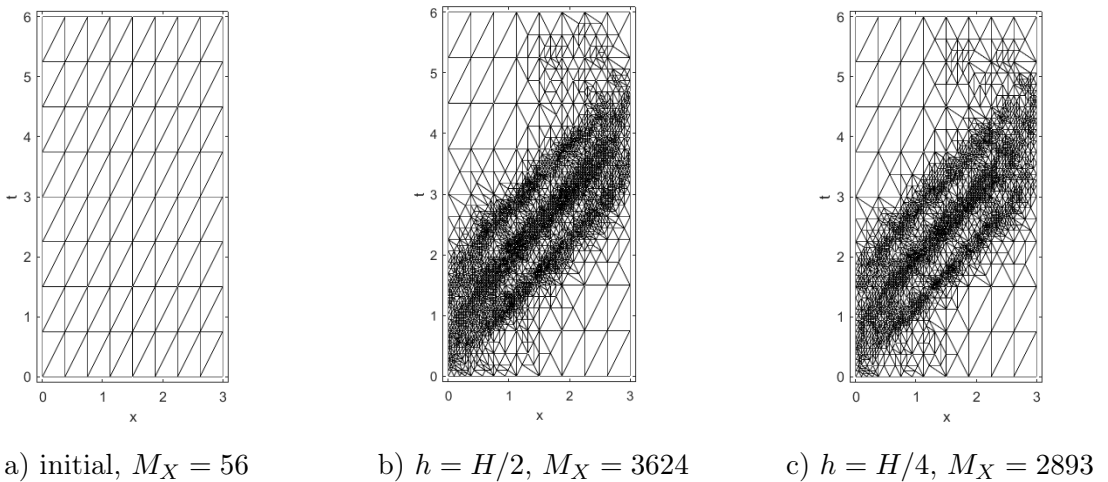 6
5
4
3
2
1
0
t
0 1 2 3
x
6
5
4
3
2
1
0
t
0 1 2 3
x
6
5
4
3
2
1
0
t
0 1 2 3
x
a) initial, $M_X = 56$
b) $h = H/2$, $M_X = 3624$
c) $h = H/4$, $M_X = 2893$